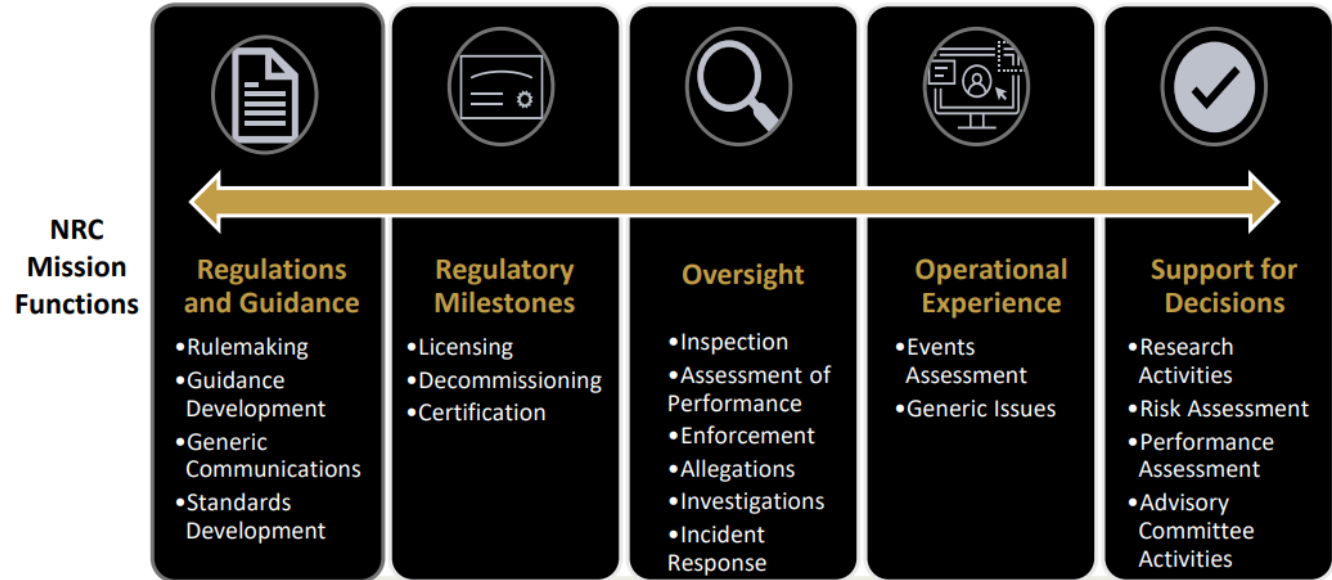 NRC
Mission
Functions
Regulations
and Guidance
•Rulemaking
•Guidance
Development
•Generic
Communications
•Standards
Development
Regulatory
Milestones
•Licensing
•Decommissioning
•Certification
Oversight
•Inspection
•Assessment of
Performance
•Enforcement
•Allegations
•Investigations
•Incident
Response
Operational
Experience
•Events
Assessment
•Generic Issues
Support for
Decisions
•Research
Activities
•Risk Assessment
•Performance
Assessment
•Advisory
Committee
Activities